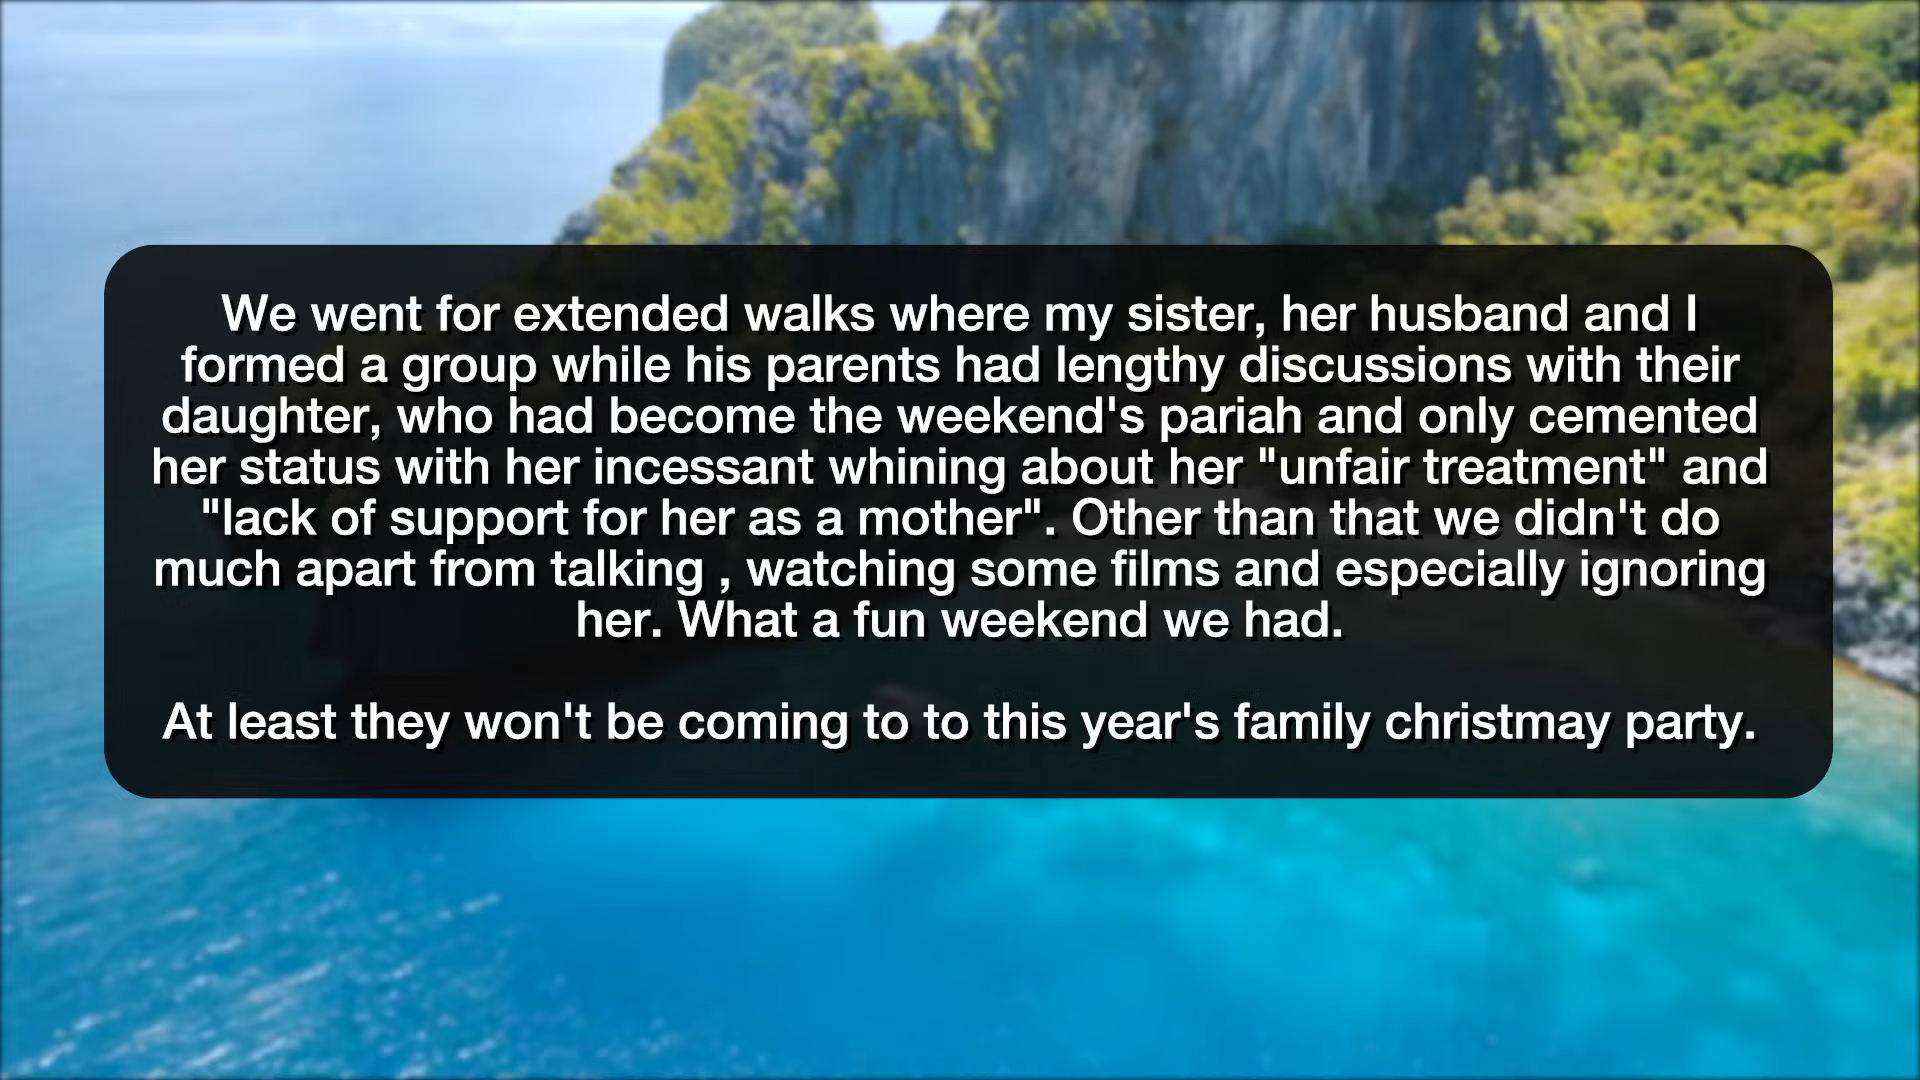 We went for extended walks where my sister, her husband and I
formed a group while his parents had lengthy discussions with their
daughter, who had become the weekend's pariah and only cemented
her status with her incessant whining about her "unfair treatment" and
"lack of support for her as a mother". Other than that we didn't do
much apart from talking , watching some films and especially ignoring
her. What a fun weekend we had.
At least they won't be coming to to this year's family christmay party.